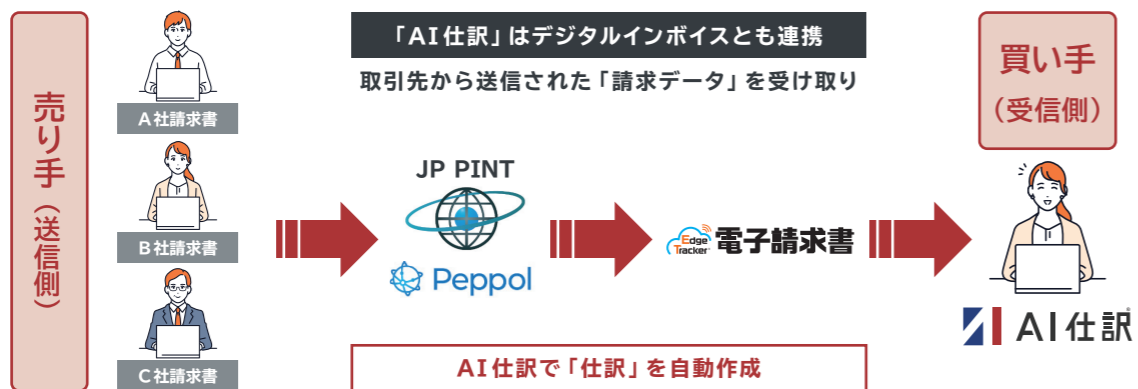 「AI仕訳」はデジタルインボイスとも連携
取引先から送信された「請求データ」を受け取り
売り手(送信側)
A社請求書
B社請求書
C社請求書
JP PINT
Peppol
Edge Tracker 電子請求書
買い手
(受信側)
AI仕訳
AI仕訳で「仕訳」を自動作成